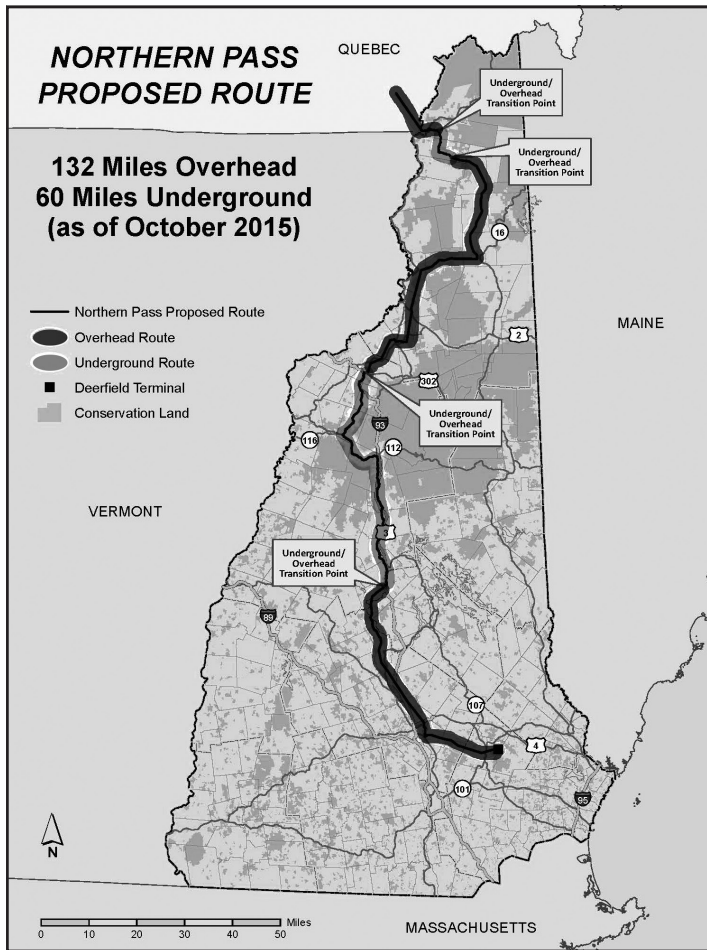 NORTHERN PASS
PROPOSED ROUTE
QUEBEC
132 Miles Overhead
60 Miles Underground
(as of October 2015)
Underground/
Overhead
Transition Point
Underground/
Overhead
Transition Point
16
Northern Pass Proposed Route
Overhead Route
Underground Route
Deerfield Terminal
Conservation Land
MAINE
2
302
Underground/
Overhead
Transition Point
93
116
112
VERMONT
3
Underground/
Overhead
Transition Point
89
107
4
101
95
N
Miles
0 10 20 30 40 50
MASSACHUSETTS